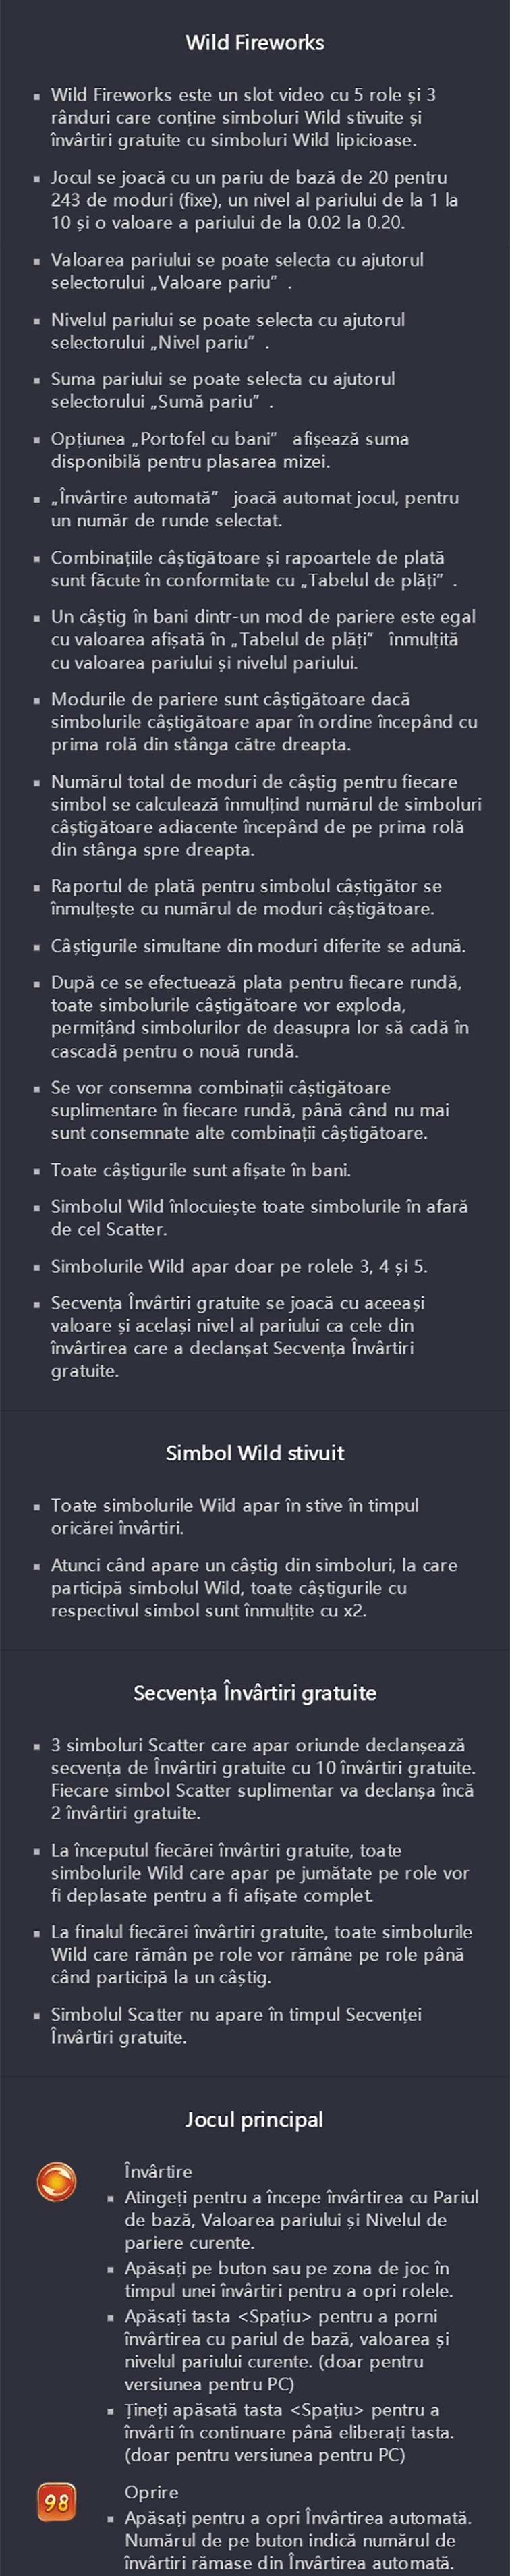 Wild Fireworks
▪ Wild Fireworks este un slot video cu 5 role și 3
rânduri care conține simboluri Wild stivuite și
învârtiri gratuite cu simboluri Wild lipicioase.
▪ Jocul se joacă cu un pariu de bază de 20 pentru
243 de moduri (fixe), un nivel al pariului de la 1 la
10 și o valoare a pariului de la 0.02 la 0.20.
▪ Valoarea pariului se poate selecta cu ajutorul
selectorului „Valoare pariu” .
▪ Nivelul pariului se poate selecta cu ajutorul
selectorului „Nivel pariu” .
▪ Suma pariului se poate selecta cu ajutorul
selectorului „Sumă pariu” .
▪ Opțiunea „Portofel cu bani” afișează suma
disponibilă pentru plasarea mizei.
▪ „Învârtire automată” joacă automat jocul, pentru
un număr de runde selectat.
▪ Combinațiile câștigătoare și rapoartele de plată
sunt făcute în conformitate cu „Tabelul de plăți” .
▪ Un câștig în bani dintr-un mod de pariere este egal
cu valoarea afișată în „Tabelul de plăți“ înmulțită
cu valoarea pariului și nivelul pariului.
▪ Modurile de pariere sunt câștigătoare dacă
simbolurile câștigătoare apar în ordine începând cu
prima rolă din stânga către dreapta.
▪ Numărul total de moduri de câștig pentru fiecare
simbol se calculează înmulțind numărul de simboluri
câștigătoare adiacente începând de pe prima rolă
din stânga spre dreapta.
▪ Raportul de plată pentru simbolul câștigător se
înmulțește cu numărul de moduri câștigătoare.
▪ Câștigurile simultane din moduri diferite se adună.
▪ După ce se efectuează plata pentru fiecare rundă,
toate simbolurile câștigătoare vor exploda,
permițând simbolurilor de deasupra lor să cadă în
cascadă pentru o nouă rundă.
▪ Se vor consemna combinații câștigătoare
suplimentare în fiecare rundă, până când nu mai
sunt consemnate alte combinații câștigătoare.
▪ Toate câștigurile sunt afișate în bani.
▪ Simbolul Wild înlocuiește toate simbolurile în afară
de cel Scatter.
▪ Simbolurile Wild apar doar pe rolele 3, 4 și 5.
▪ Secvența Învârtiri gratuite se joacă cu aceeași
valoare și același nivel al pariului ca cele din
învârtirea care a declanșat Secvența Învârtiri
gratuite.
Simbol Wild stivuit
▪ Toate simbolurile Wild apar în stive în timpul
oricărei învârtiri.
▪ Atunci când apare un câștig din simboluri, la care
participă simbolul Wild, toate câștigurile cu
respectivul simbol sunt înmulțite cu x2.
Secvența Învârtiri gratuite
▪ 3 simboluri Scatter care apar oriunde declanșează
secvența de Învârtiri gratuite cu 10 învârtiri gratuite.
Fiecare simbol Scatter suplimentar va declanșa încă
2 învârtiri gratuite.
▪ La începutul fiecărei învârtiri gratuite, toate
simbolurile Wild care apar pe jumătate pe role vor
fi deplasate pentru a fi afișate complet.
▪ La finalul fiecărei învârtiri gratuite, toate simbolurile
Wild care rămân pe role vor rămâne pe role până
când participă la un câștig.
▪ Simbolul Scatter nu apare în timpul Secvenței
Învârtiri gratuite.
Jocul principal
Învârtire
▪ Atingeți pentru a începe învârtirea cu Pariul
de bază, Valoarea pariului și Nivelul de
pariere curente.
▪ Apăsați pe buton sau pe zona de joc în
timpul unei învârtiri pentru a opri rolele.
▪ Apăsați tasta <Spațiu> pentru a porni
învârtirea cu pariul de bază, valoarea și
nivelul pariului curente. (doar pentru
versiunea pentru PC)
▪ Țineți apăsată tasta <Spațiu> pentru a
învârti în continuare până eliberați tasta.
(doar pentru versiunea pentru PC)
98
Oprire
▪ Apăsați pentru a opri Învârtirea automată.
Numărul de pe buton indică numărul de
învârtiri rămase din Învârtirea automată.